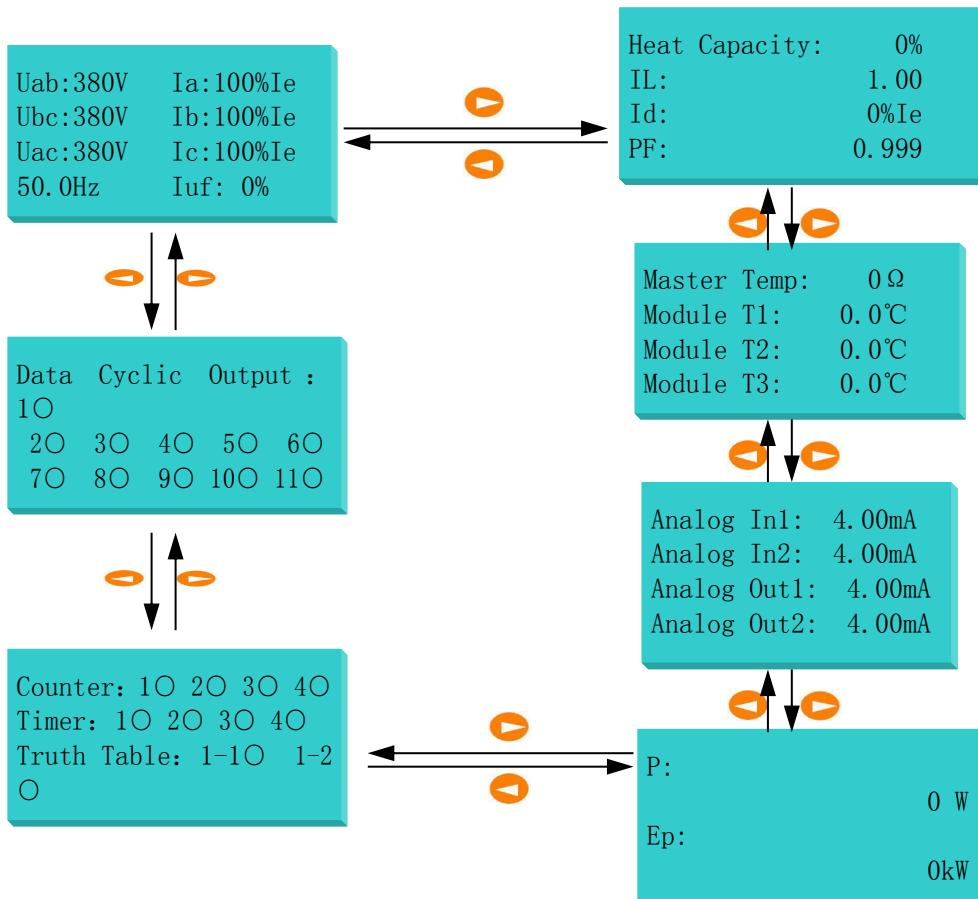 Uab:380V Ia:100%Ie
Ubc:380V Ib:100%Ie
Uac:380V Ic:100%Ie
50.0Hz Iuf: 0%
Heat Capacity: 0%
IL: 1.00
Id: 0%Ie
PF: 0.999
Master Temp: 0Ω
Module T1: 0.0℃
Module T2: 0.0℃
Module T3: 0.0℃
Data Cyclic Output :
1○
2○ 3○ 4○ 5○ 6○
7○ 8○ 9○ 10○ 11○
Analog In1: 4.00mA
Analog In2: 4.00mA
Analog Out1: 4.00mA
Analog Out2: 4.00mA
Counter: 1○ 2○ 3○ 4○
Timer: 1○ 2○ 3○ 4○
Truth Table: 1-1○ 1-2
○
P:
0 W
Ep:
0kW